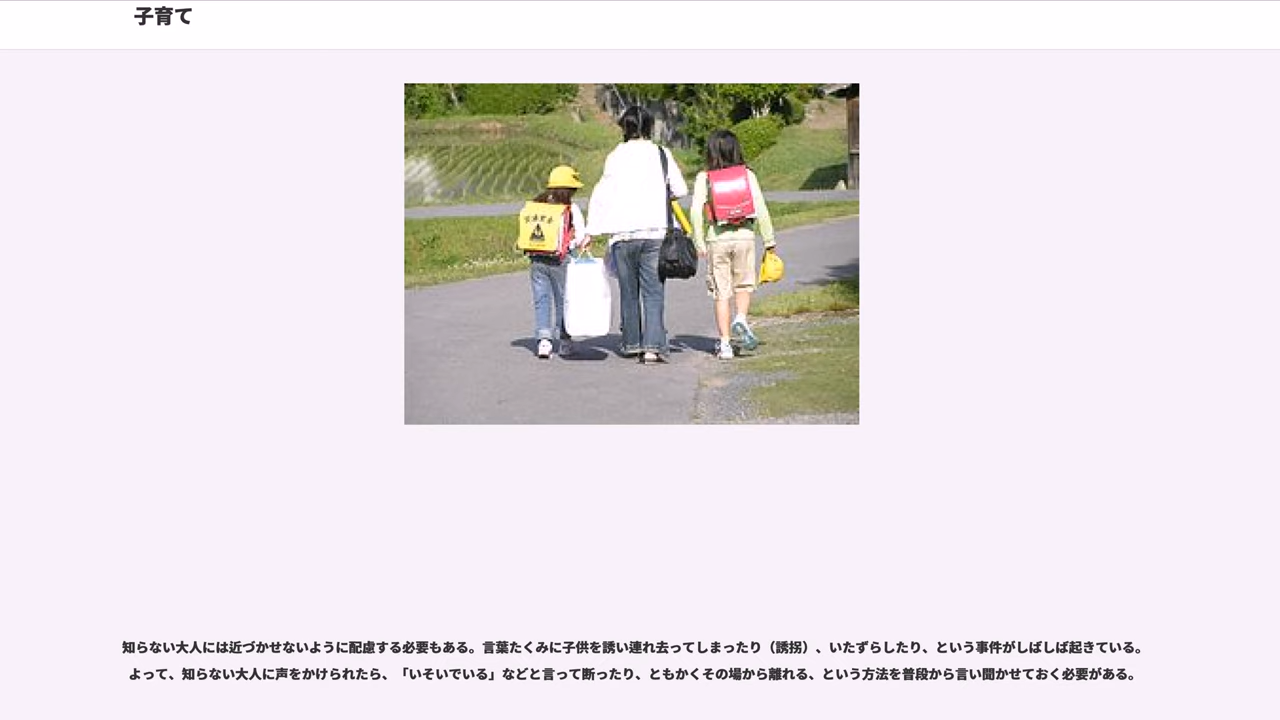 子育て
交通安全
知らない大人には近づかせないように配慮する必要もある。言葉たくみに子供を誘い連れ去ってしまったり（誘拐）、いたずらしたり、という事件がしばしば起きている。
よって、知らない大人に声をかけられたら、「いそいでいる」などと言って断ったり、ともかくその場から離れる、という方法を普段から言い聞かせておく必要がある。